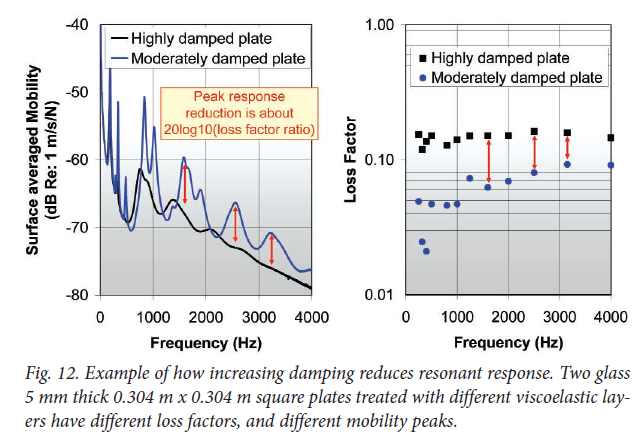 -40
-50
-60
-70
-80
Surface averaged Mobility
(dB Re: 1 m/s/N)
Highly damped plate
Moderately damped plate
Peak response
reduction is about
20log10(loss factor ratio)
0
1000
2000
3000
4000
Frequency (Hz)
1.00
0.10
0.01
Loss Factor
Highly damped plate
Moderately damped plate
0
1000
2000
3000
4000
Frequency (Hz)
Fig. 12. Example of how increasing damping reduces resonant response. Two glass
5 mm thick 0.304 m x 0.304 m square plates treated with different viscoelastic lay-
ers have different loss factors, and different mobility peaks.